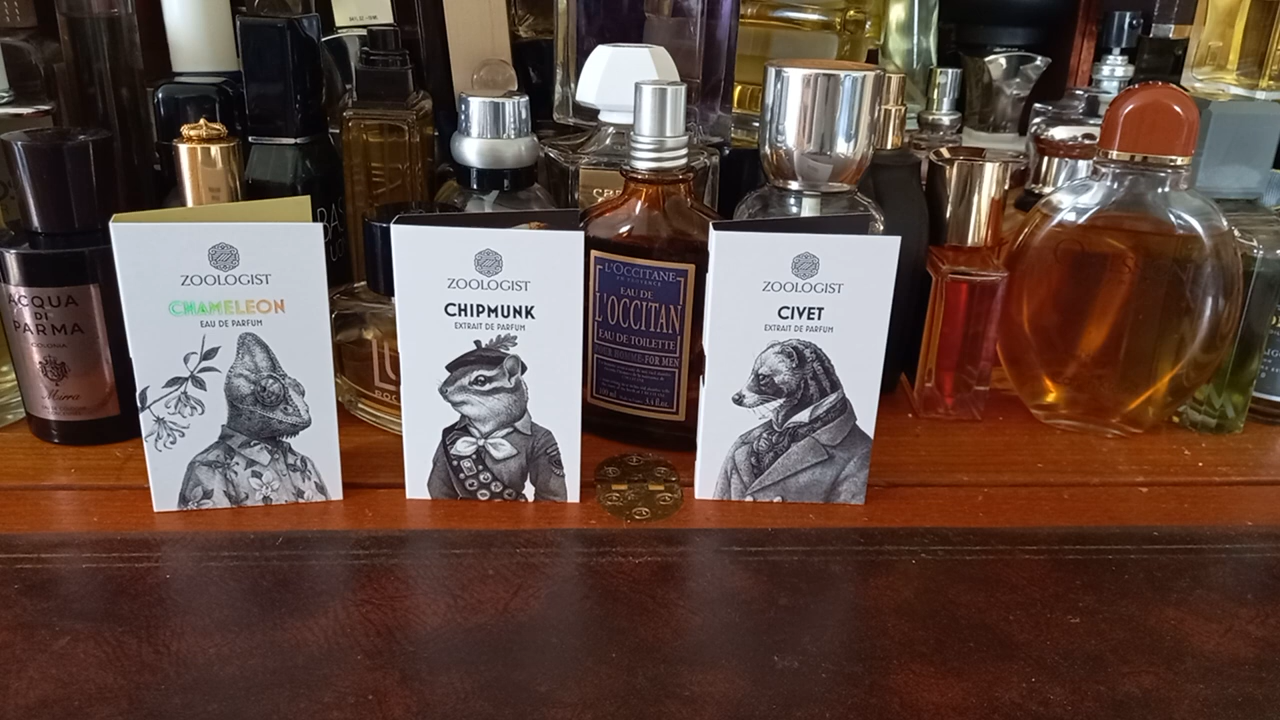 ACQUA
DI
PARMA
COLONIA
Mirra
ZOOLOGIST
CHAMELEON
EAU DE PARFUM
ZOOLOGIST
CHIPMUNK
EXTRAIT DE PARFUM
L'OCCITANE
EN PROVENCE
EAU DE
L'OCCITAN
EAU DE TOILETTE
POUR HOMME-FOR MEN
ZOOLOGIST
CIVET
EXTRAIT DE PARFUM